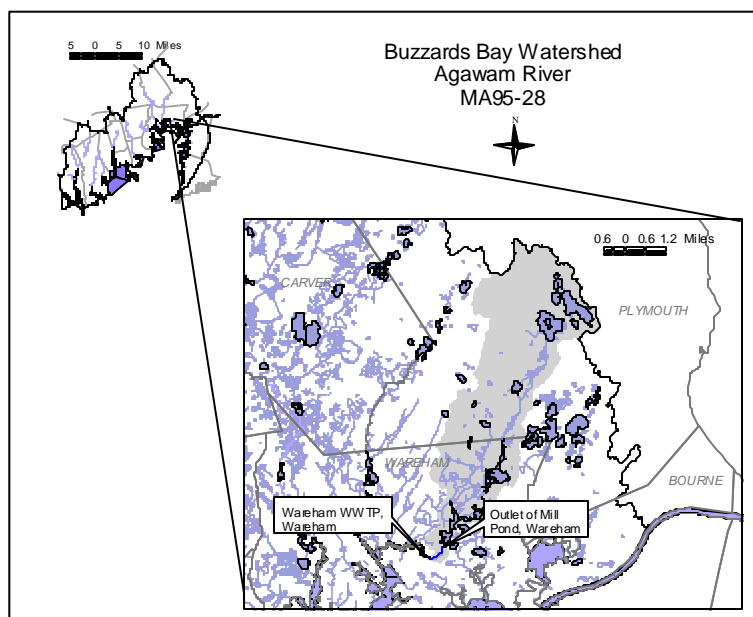 Buzzards Bay Watershed
Agawam River
MA95-28
N
5 0 5 10 Miles
0.6 0 0.6 1.2 Miles
CARVER
PLYMOUTH
WAREHAM
BOURNE
Wareham WWTP,
Wareham
Outlet of Mill
Pond, Wareham